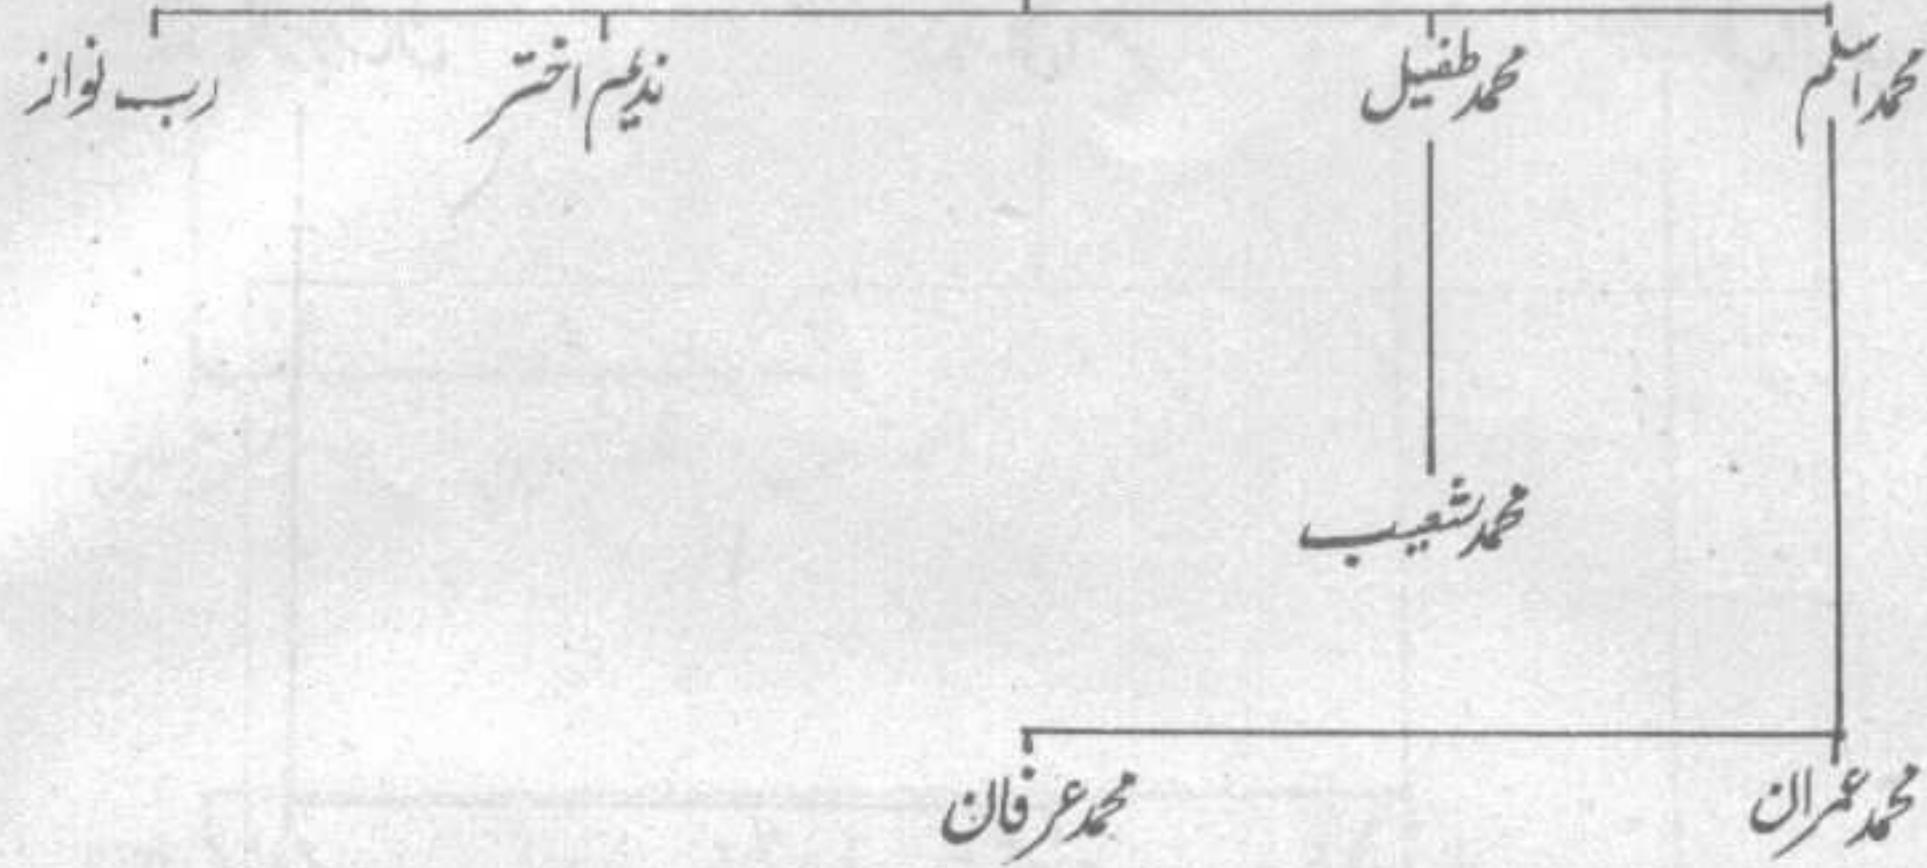 محمد اسلم محمد طفیل ندیم اختر رب نواز
محمد شعیب
محمد عمران محمد عرفان